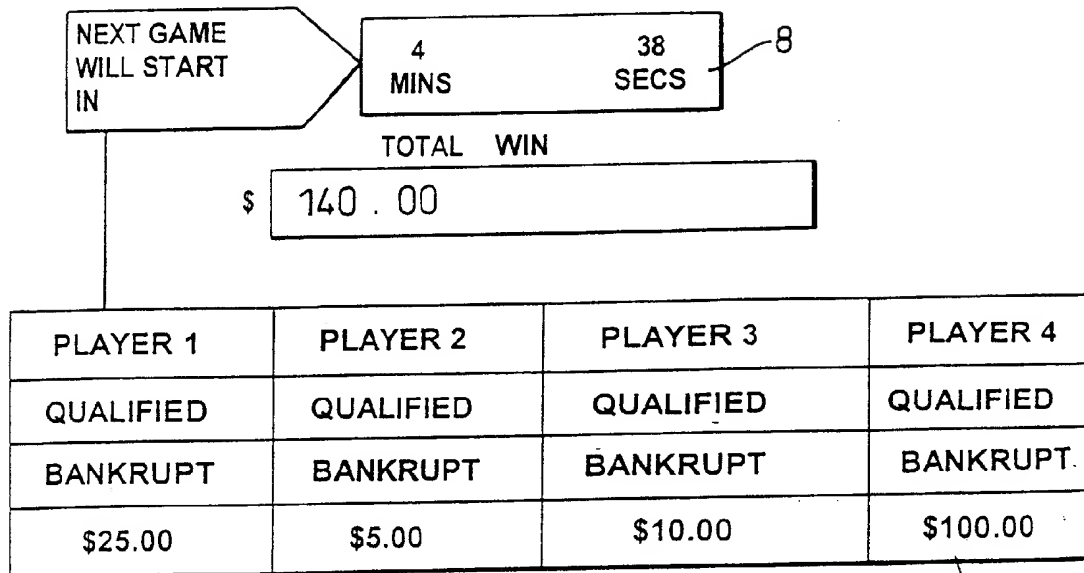 NEXT GAME
WILL START
IN
4 38
MINS SECS
8
TOTAL WIN
$ 140.00
PLAYER 1 PLAYER 2 PLAYER 3 PLAYER 4
QUALIFIED QUALIFIED QUALIFIED QUALIFIED
BANKRUPT BANKRUPT BANKRUPT BANKRUPT
$25.00 $5.00 $10.00 $100.00